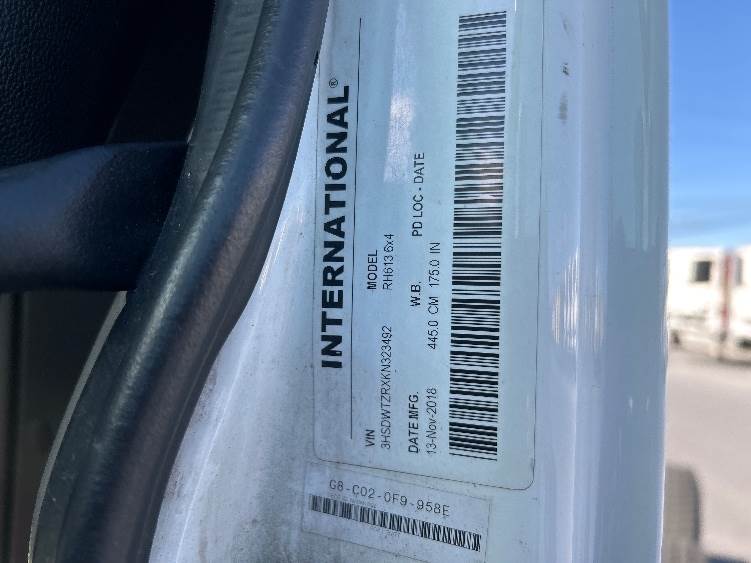 INTERNATIONAL®
VIN MODEL
3HSDWTZRXKN323492 RH613 6x4
DATE MFG. W.B. PD LOC - DATE
13-Nov-2018 445.0 CM 175.0 IN
G8-C02-0F9-958E